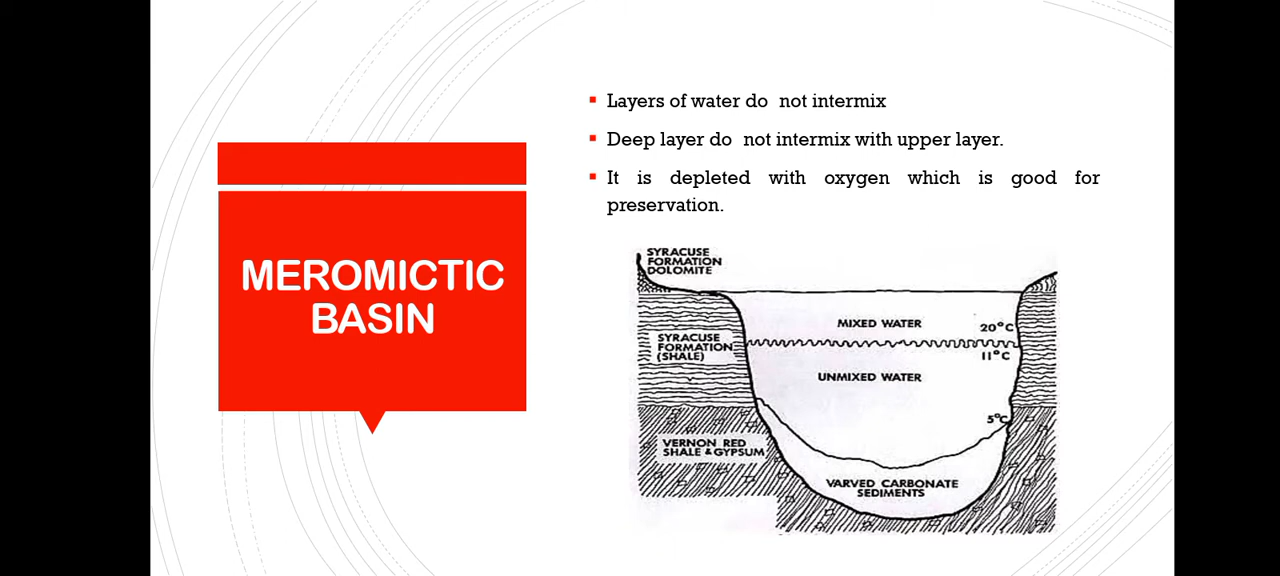 MEROMICTIC
BASIN
Layers of water do not intermix
Deep layer do not intermix with upper layer.
It is depleted with oxygen which is good for
preservation.
SYRACUSE
FORMATION
DOLOMITE
MIXED WATER
20°C
SYRACUSE
FORMATION
(SHALE)
11°C
UNMIXED WATER
5°C
VERNON RED
SHALE & GYPSUM
VARVED CARBONATE
SEDIMENTS